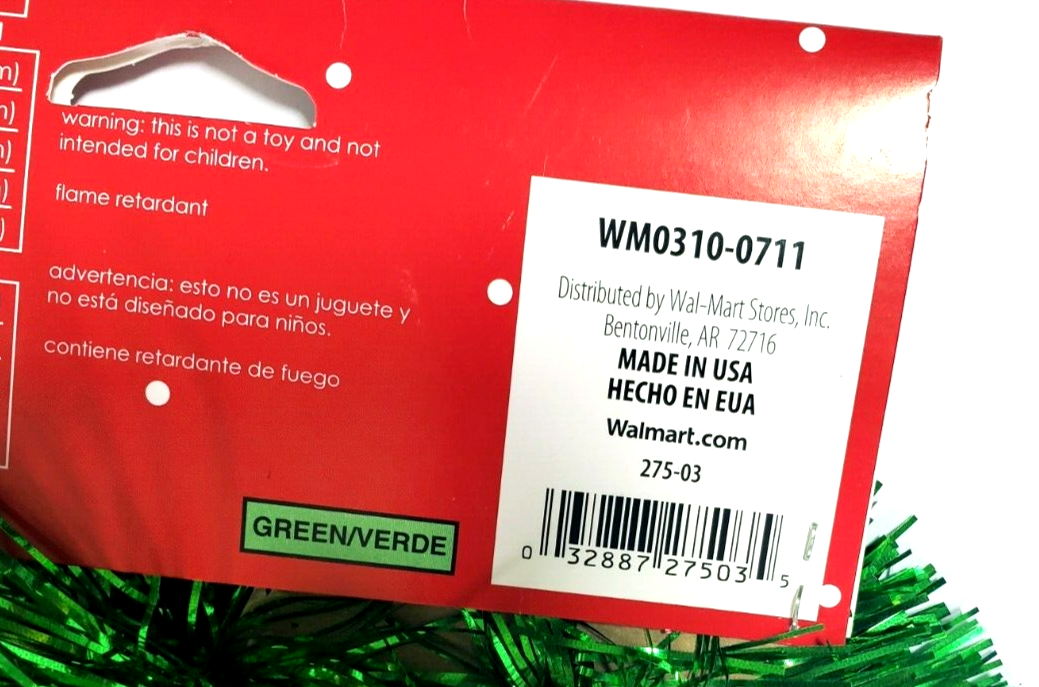 m)
m)
warning: this is not a toy and not
intended for children.
flame retardant
advertencia: esto no es un juguete y
no está diseñado para niños.
contiene retardante de fuego
GREEN/VERDE
WM0310-0711
Distributed by Wal-Mart Stores, Inc.
Bentonville, AR 72716
MADE IN USA
HECHO EN EUA
Walmart.com
275-03
0 32887 27503 5